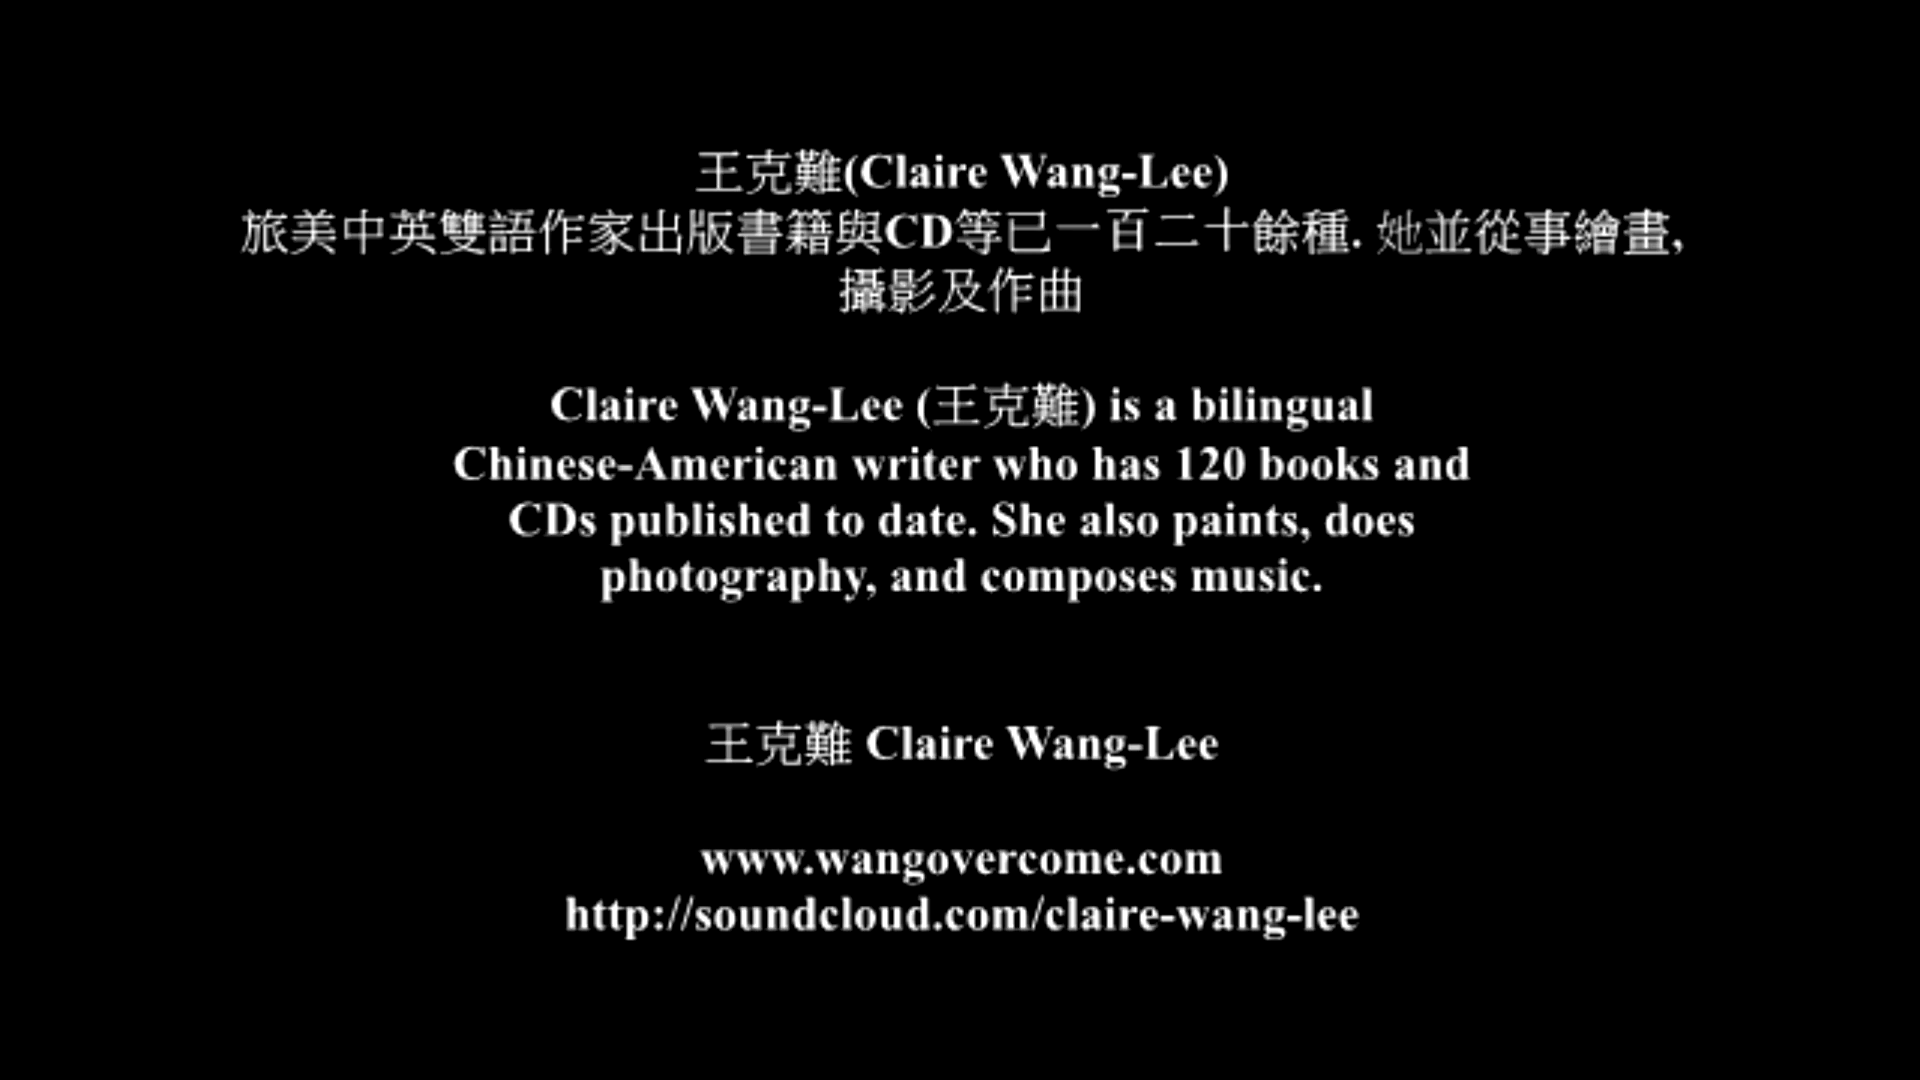 王克難(Claire Wang-Lee)
旅美中英雙語作家出版書籍與CD等已一百二十餘種. 她並從事繪畫,
攝影及作曲
Claire Wang-Lee (王克難) is a bilingual
Chinese-American writer who has 120 books and
CDs published to date. She also paints, does
photography, and composes music.
王克難 Claire Wang-Lee
www.wangovercome.com
http://soundcloud.com/claire-wang-lee